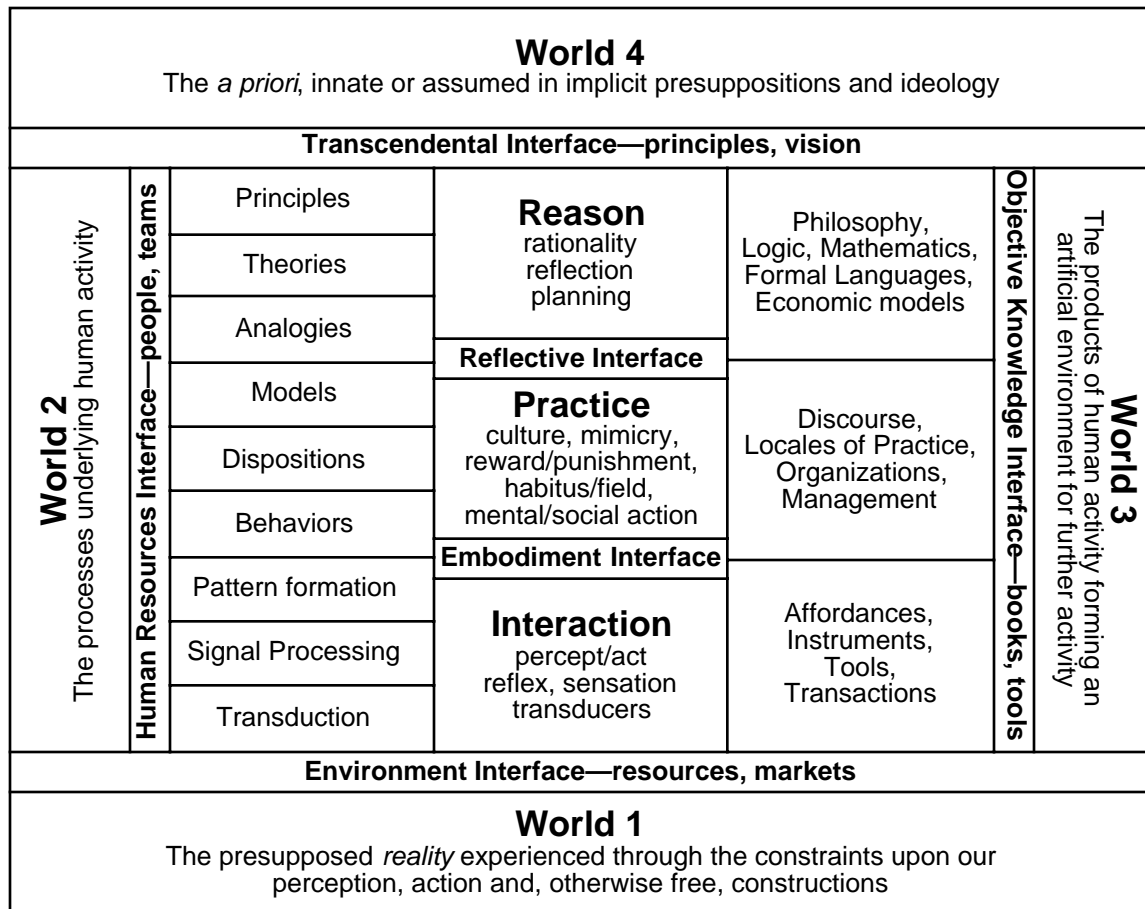 World 4
The a priori, innate or assumed in implicit presuppositions and ideology
Transcendental Interface—principles, vision
World 2
The processes underlying human activity
Human Resources Interface—people, teams
Principles
Theories
Analogies
Models
Dispositions
Behaviors
Pattern formation
Signal Processing
Transduction
Reason
rationality
reflection
planning
Reflective Interface
Practice
culture, mimicry,
reward/punishment,
habitus/field,
mental/social action
Embodiment Interface
Interaction
percept/act
reflex, sensation
transducers
Philosophy,
Logic, Mathematics,
Formal Languages,
Economic models
Discourse,
Locales of Practice,
Organizations,
Management
Affordances,
Instruments,
Tools,
Transactions
Objective Knowledge Interface—books, tools
World 3
The products of human activity forming an
artificial environment for further activity
Environment Interface—resources, markets
World 1
The presupposed reality experienced through the constraints upon our
perception, action and, otherwise free, constructions